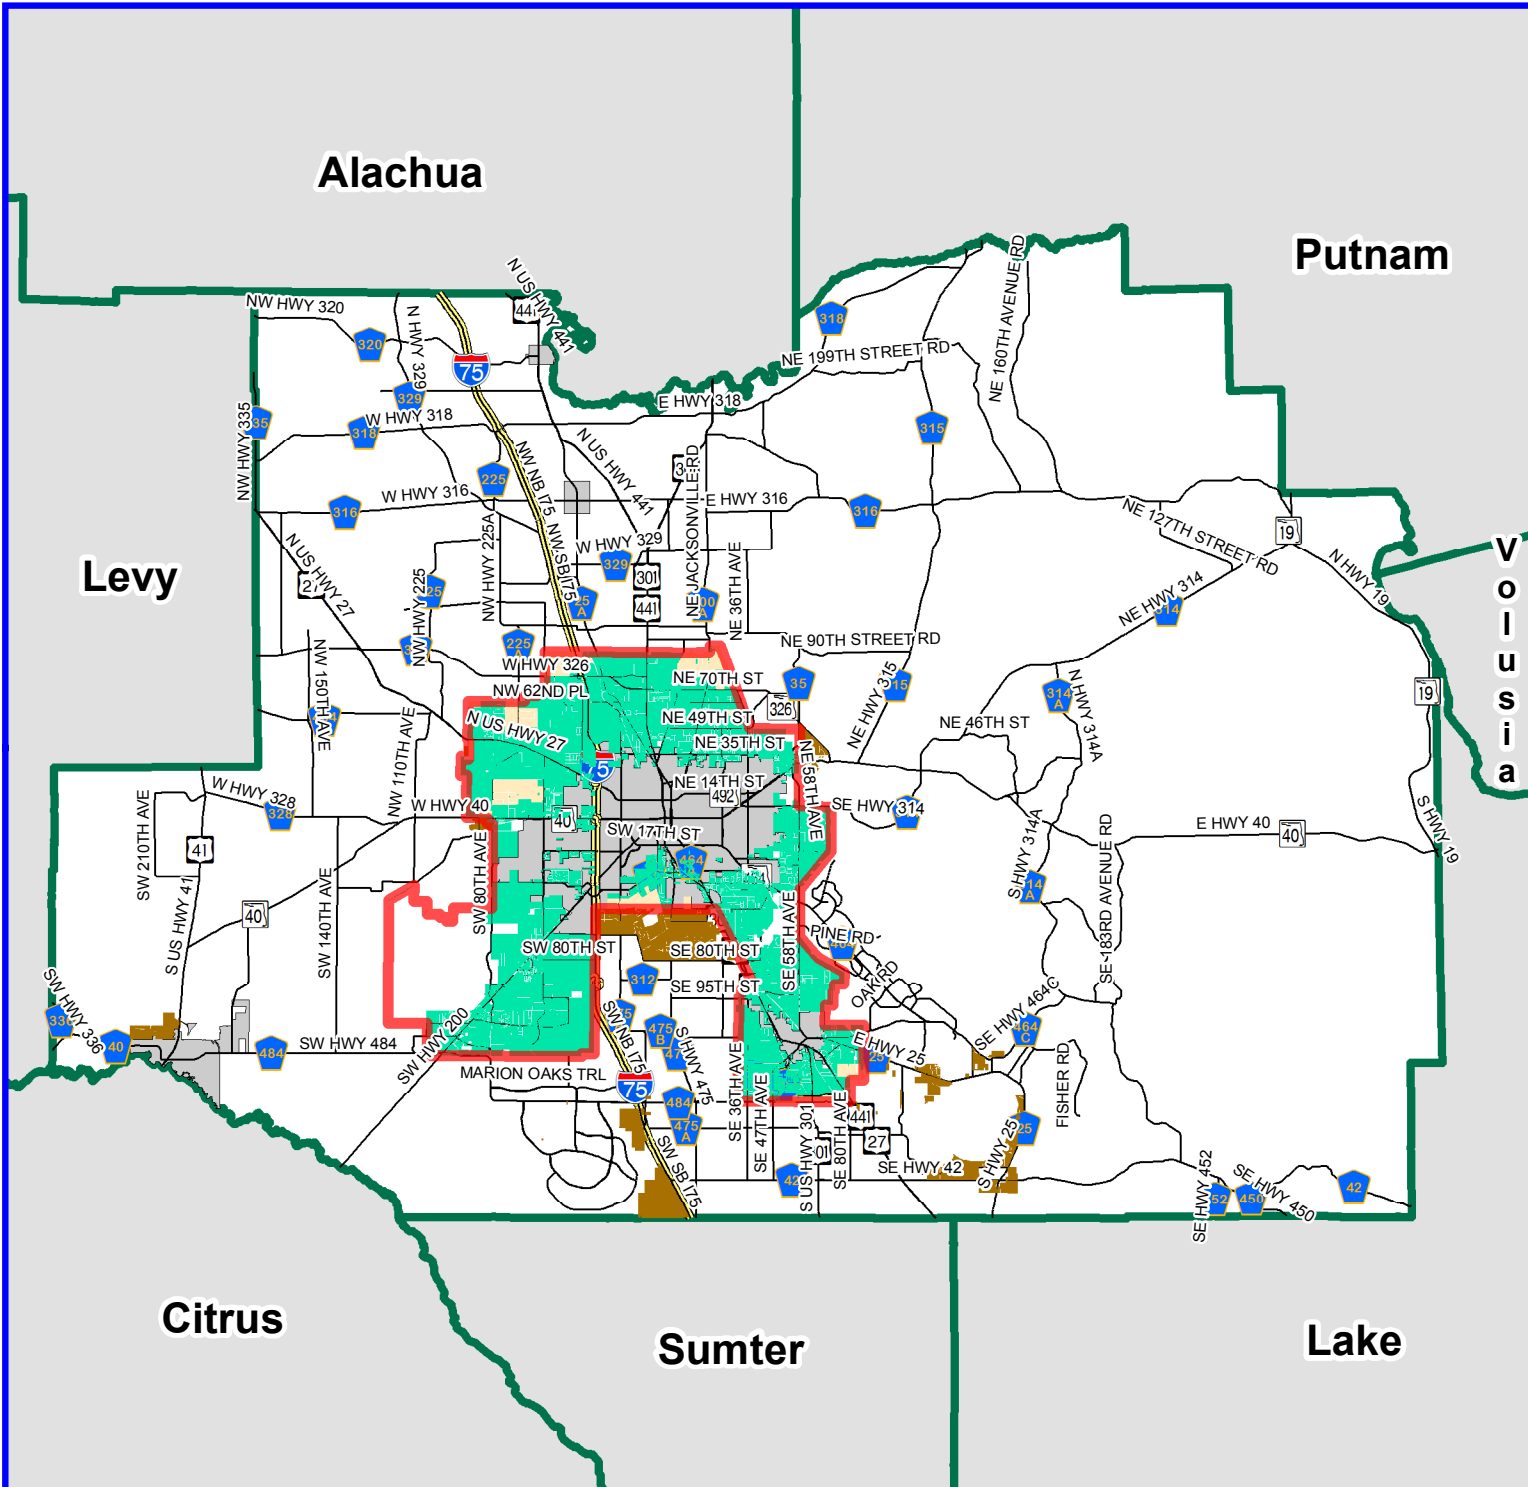 Alachua
Putnam
Levy
Volusia
Citrus
Sumter
Lake
N US HWY 441
441
NW HWY 320
320
N HWY 329
329
75
318
NE 199TH STREET RD
NE 160TH AVENUE RD
E HWY 318
NW HWY 335
W HWY 318
318
315
225
NW NB I75
N US HWY 441
NE JACKSONVILLE RD
W HWY 316
316
E HWY 316
316
NE 127TH STREET RD
19
N HWY 19
N US HWY 27
NW HWY 225A
NW SB I75
W HWY 329
329
301
441
NE 36TH AVE
NW HWY 225
NE HWY 314
NE 90TH STREET RD
225
A
W HWY 326
NW 62ND PL
NE 70TH ST
35
326
NE HWY 315
314
A
N HWY 314A
19
NW 150TH AVE
NW 110TH AVE
N US HWY 27
NE 49TH ST
NE 35TH ST
NE 46TH ST
75
NE 14TH ST
492
NE 58TH AVE
SE HWY 314
W HWY 328
328
W HWY 40
40
SW 17TH ST
464
SW 210TH AVE
41
S US HWY 41
40
SW 140TH AVE
SW 80TH AVE
S HWY 314A
SE 183RD AVENUE RD
E HWY 40
40
S HWY 19
SE 58TH AVE
PINE RD
OAK RD
SW 80TH ST
SE 80TH ST
SE 95TH ST
312
SW HWY 336
40
484
SW HWY 484
SW HWY 200
SW NB I75
475
B
S HWY 475
SE 36TH AVE
E HWY 25
25
SE HWY 464C
464
C
FISHER RD
MARION OAKS TRL
75
484
475
A
SE 47TH AVE
S US HWY 301
SE 80TH AVE
441
27
SE HWY 42
42
S HWY 25
25
SW SB I75
SE HWY 452
SE HWY 450
450
42